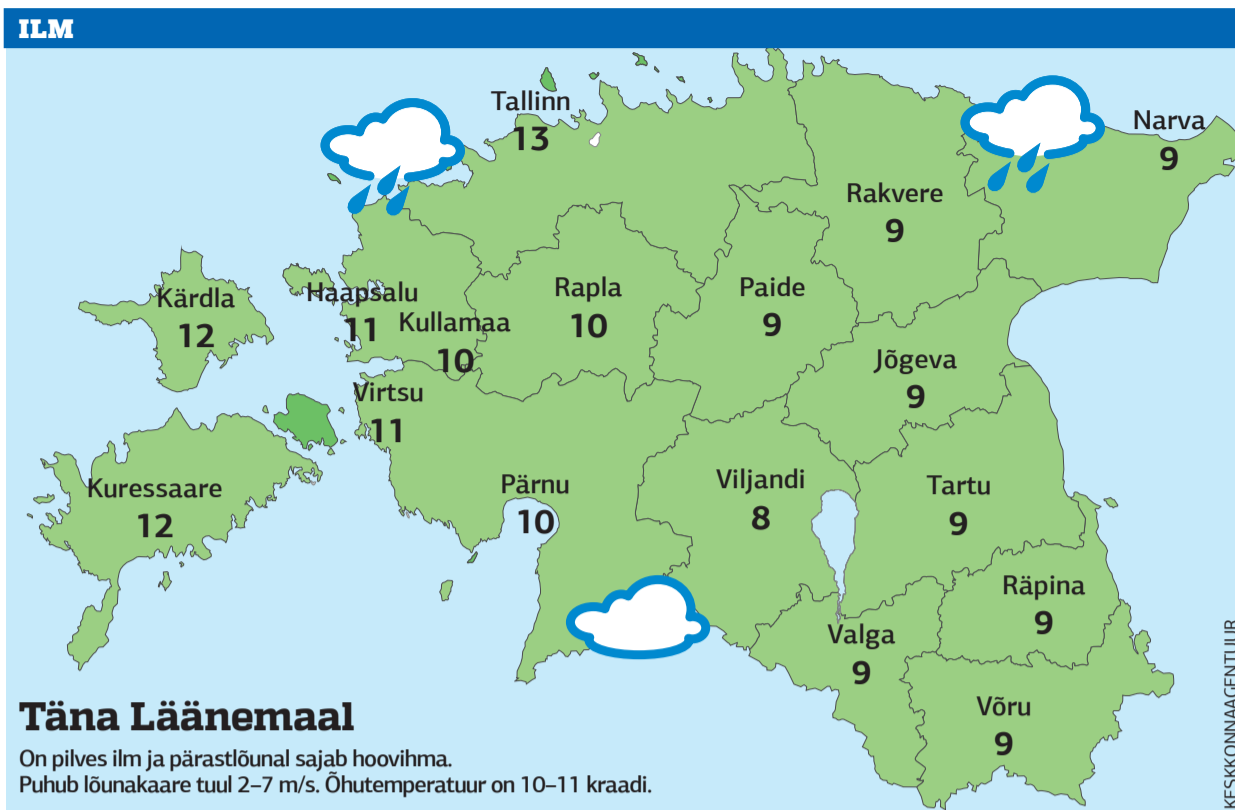 ILM
Tallinn
13
Narva
9
Rakvere
9
Kärdla
12
Haapsalu
11
Kullamaa
10
Rapla
10
Paide
9
Jõgeva
9
Virtsu
11
Kuressaare
12
Pärnu
10
Viljandi
8
Tartu
9
Räpina
9
Valga
9
Võru
9
Täna Läänemaal
On pilves ilm ja pärastlõunal sajab hoovihma.
Puhub lõunakaare tuul 2–7 m/s. Õhutemperatuur on 10–11 kraadi.
KESKKONNAAGENTUUR